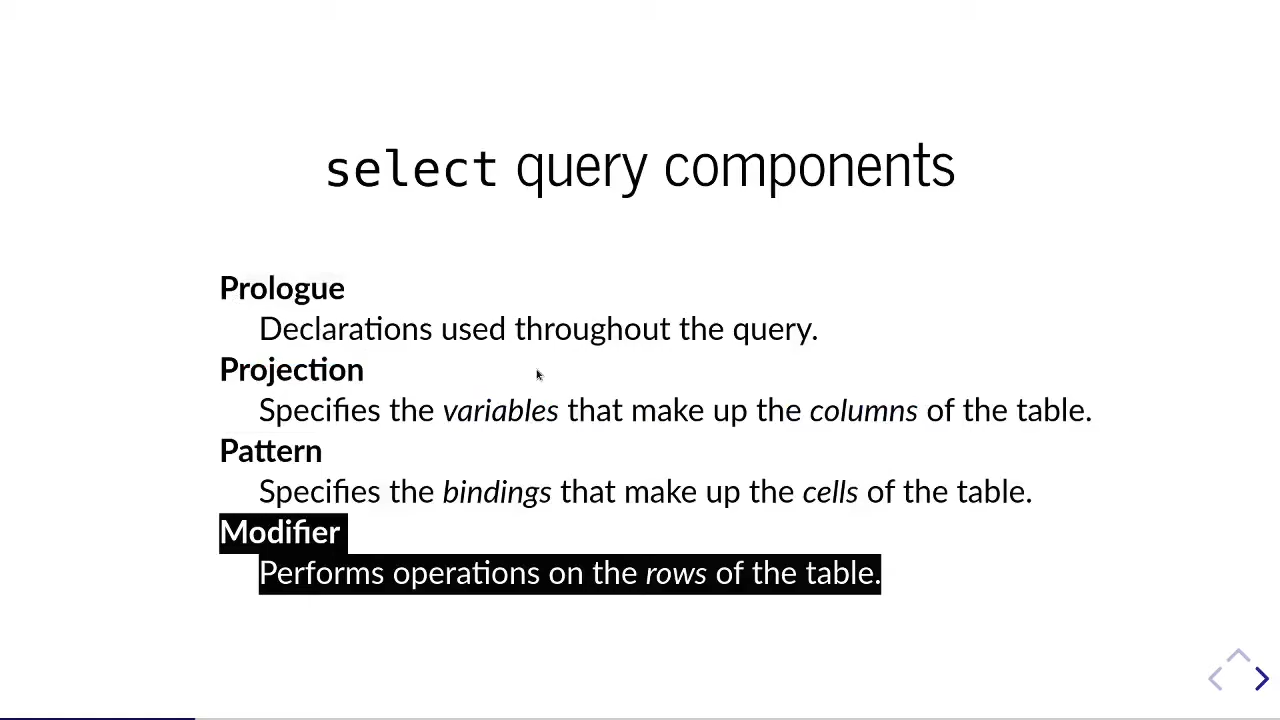 select query components
Prologue
Declarations used throughout the query.
Projection
Specifies the variables that make up the columns of the table.
Pattern
Specifies the bindings that make up the cells of the table.
Modifier
Performs operations on the rows of the table.